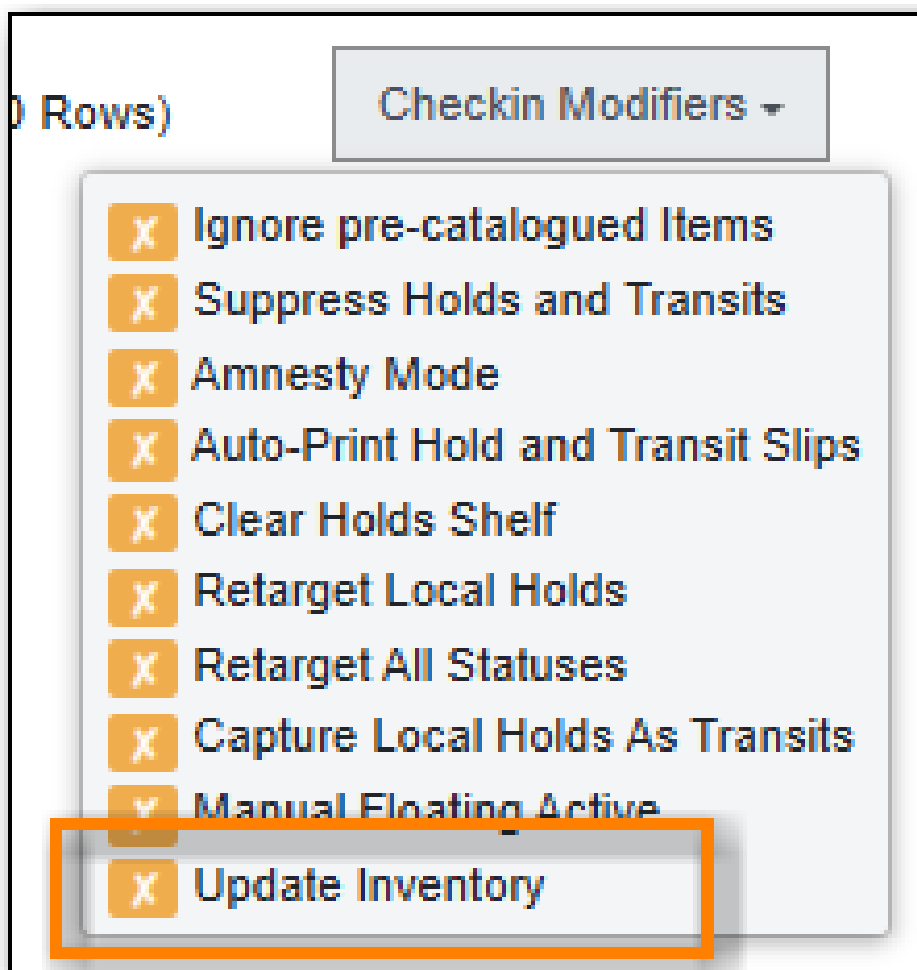 0 Rows)
Checkin Modifiers
x Ignore pre-catalogued Items
x Suppress Holds and Transits
x Amnesty Mode
x Auto-Print Hold and Transit Slips
x Clear Holds Shelf
x Retarget Local Holds
x Retarget All Statuses
x Capture Local Holds As Transits
x Manual Floating Active
x Update Inventory